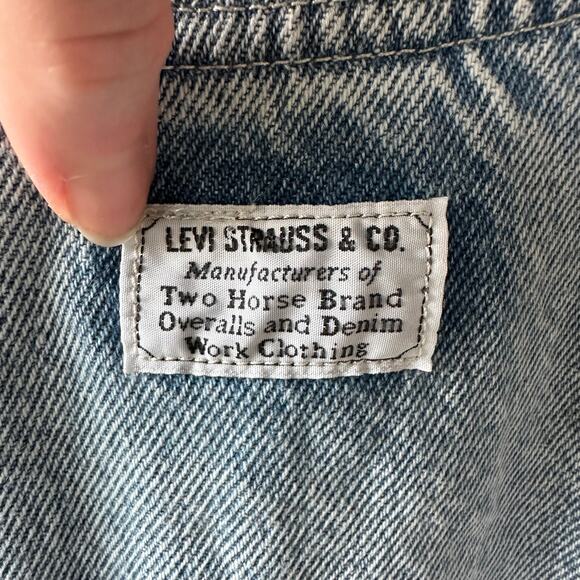 LEVI STRAUSS & CO.
Manufacturers of
Two Horse Brand
Overalls and Denim
Work Clothing